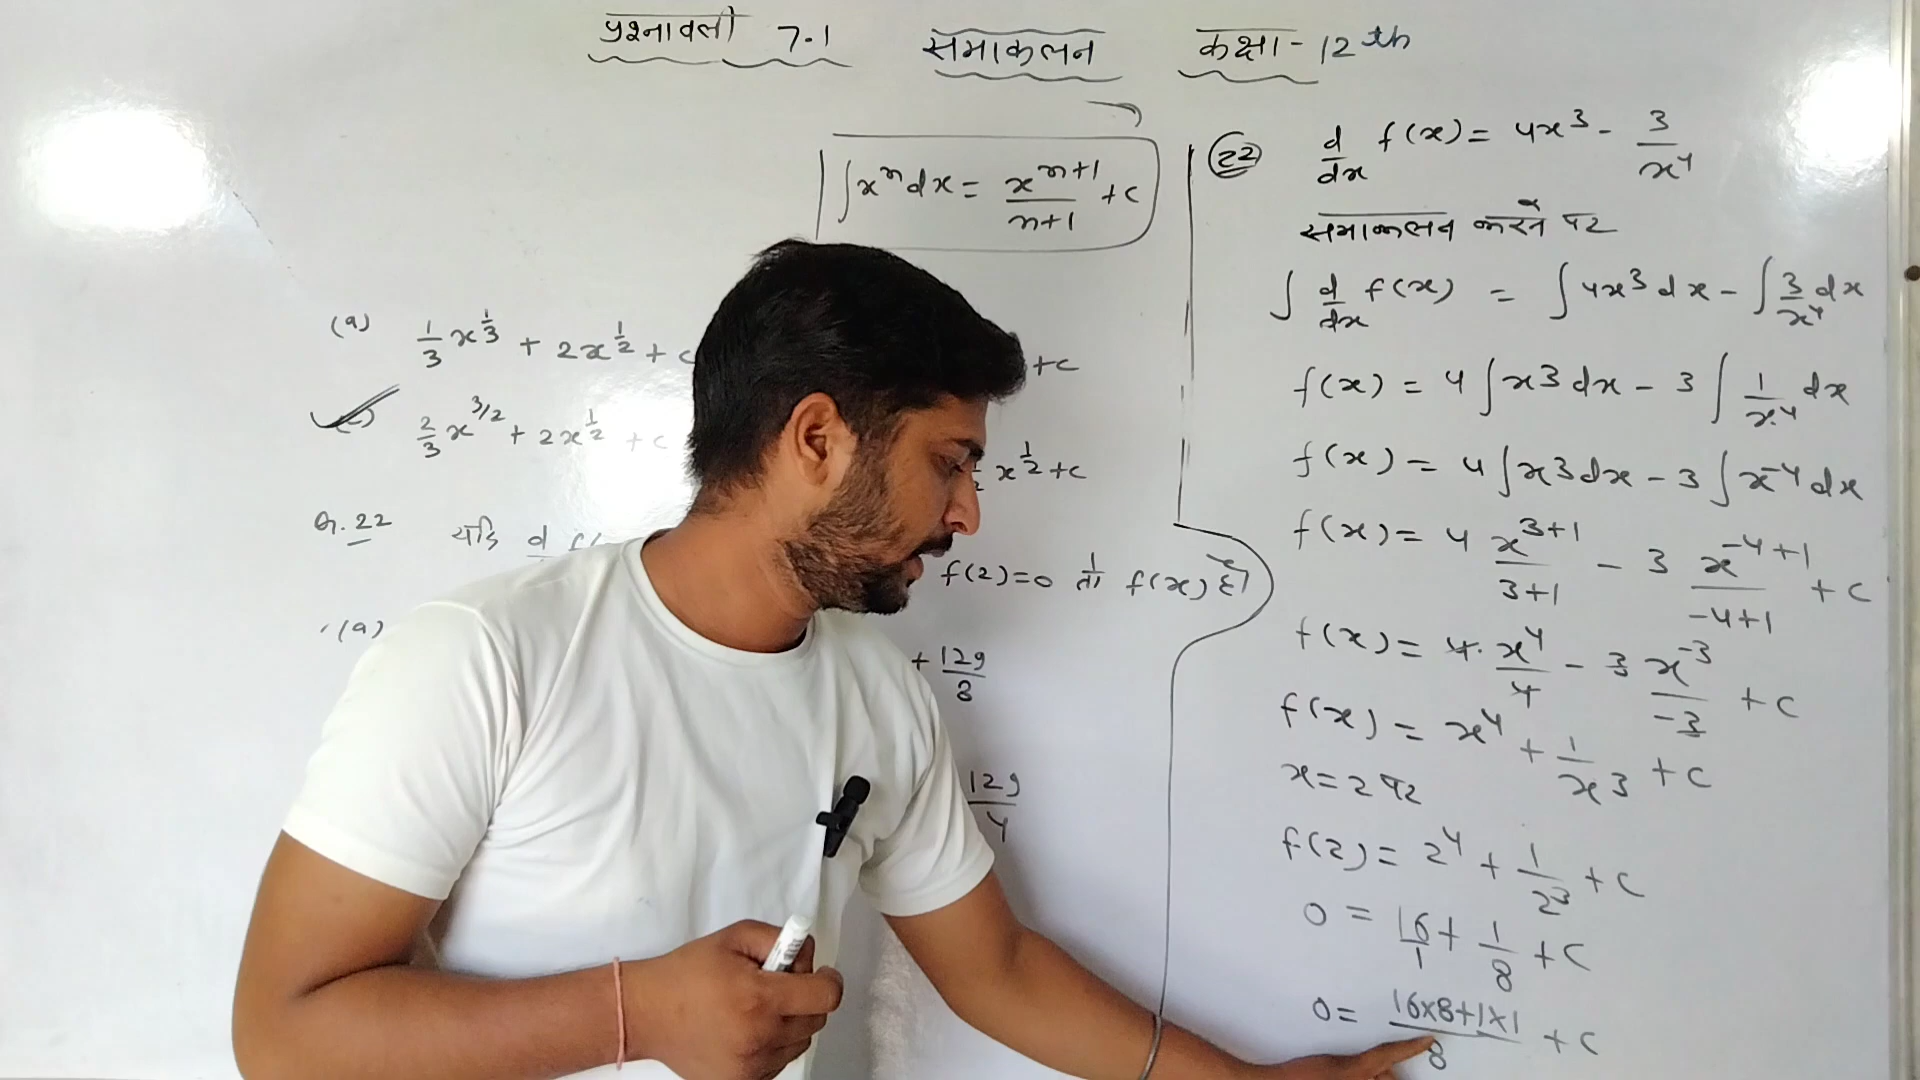 प्रश्नावली 7.1 समाकलन कक्षा - 12th
∫xⁿ dx = x^(n+1)/(n+1) + c
(a) 1/3 x^(1/3) + 2x^(1/2) + c
+c
(c) 2/3 x^(3/2) + 2x^(1/2) + c
x^(1/2) + c
Q.22 यदि d f(
f(2)=0 तो f(x) है
(a)
+ 129/8
129/4
(22) d/dx f(x) = 4x³ - 3/x⁴
समाकलन करने पर
∫ d/dx f(x) = ∫4x³dx - ∫3/x⁴ dx
f(x) = 4∫x³dx - 3∫1/x⁴ dx
f(x) = 4∫x³dx - 3∫x⁻⁴dx
f(x) = 4 x^(3+1)/(3+1) - 3 x^(-4+1)/(-4+1) + c
f(x) = 4. x⁴/4 - 3 x⁻³/-3 + c
f(x) = x⁴ + 1/x³ + c
x=2 पर
f(2) = 2⁴ + 1/2³ + c
0 = 16/1 + 1/8 + c
0 = (16x8+1x1)/8 + c